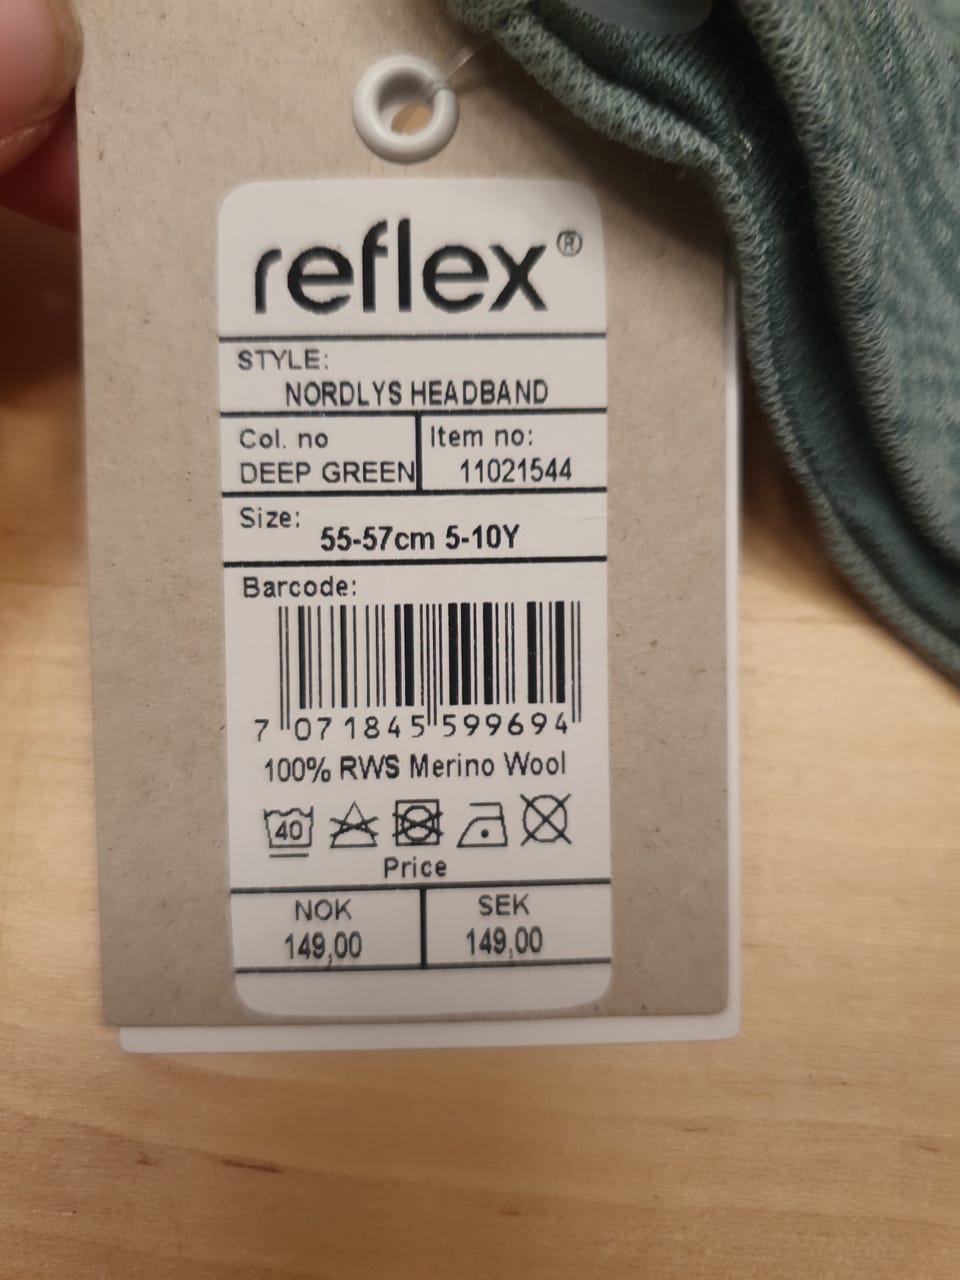 reflex®
STYLE:
NORDLYS HEADBAND
Col. no
DEEP GREEN
Item no:
11021544
Size:
55-57cm 5-10Y
Barcode:
7 071845 599694
100% RWS Merino Wool
40
Price
NOK
149,00
SEK
149,00